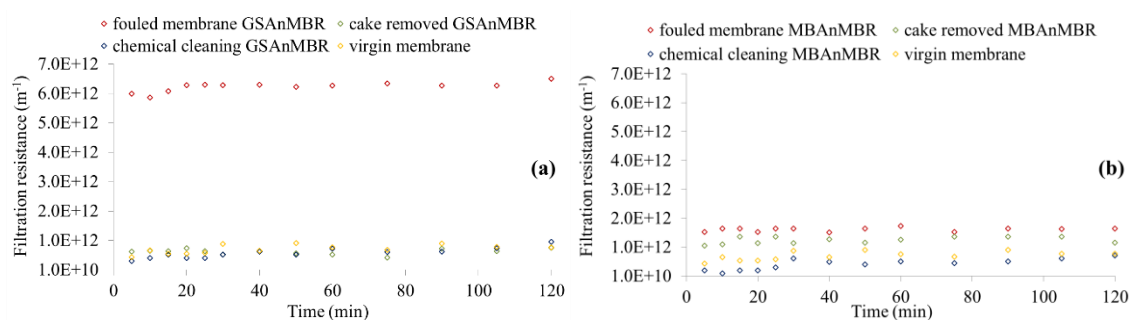 fouled membrane GSAnMBR cake removed GSAnMBR
chemical cleaning GSAnMBR virgin membrane
7.0E+12
6.0E+12
5.0E+12
4.0E+12
3.0E+12
2.0E+12
1.0E+12
1.0E+10
Filtration resistance (m⁻¹)
(a)
0 20 40 60 80 100 120
Time (min)
fouled membrane MBAnMBR cake removed MBAnMBR
chemical cleaning MBAnMBR virgin membrane
7.0E+12
6.0E+12
5.0E+12
4.0E+12
3.0E+12
2.0E+12
1.0E+12
1.0E+10
Filtration resistance (m⁻¹)
(b)
0 20 40 60 80 100 120
Time (min)